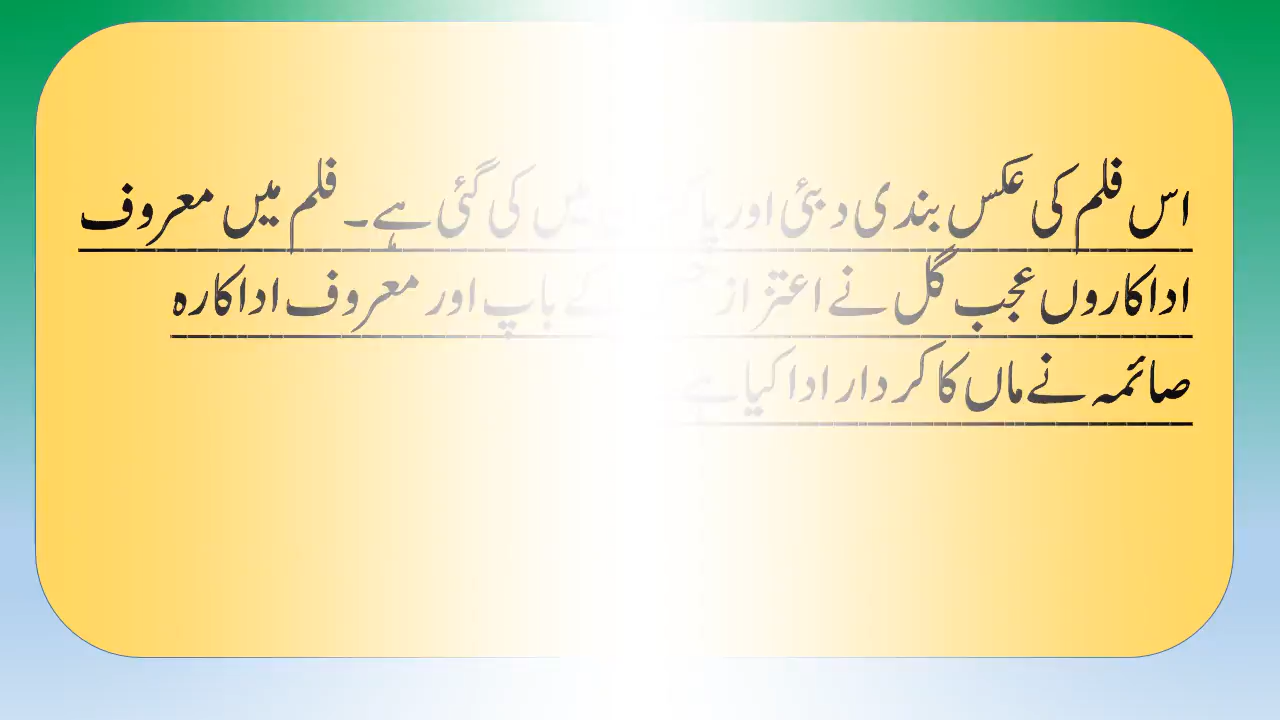 اس فلم کی عکس بندی دبئی اور میں کی گئی ہے۔ فلم میں معروف
اداکاروں عجب گل نے اعتزاز کے باپ اور معروف اداکارہ
صائمہ نے ماں کا کردار ادا کیا ہے